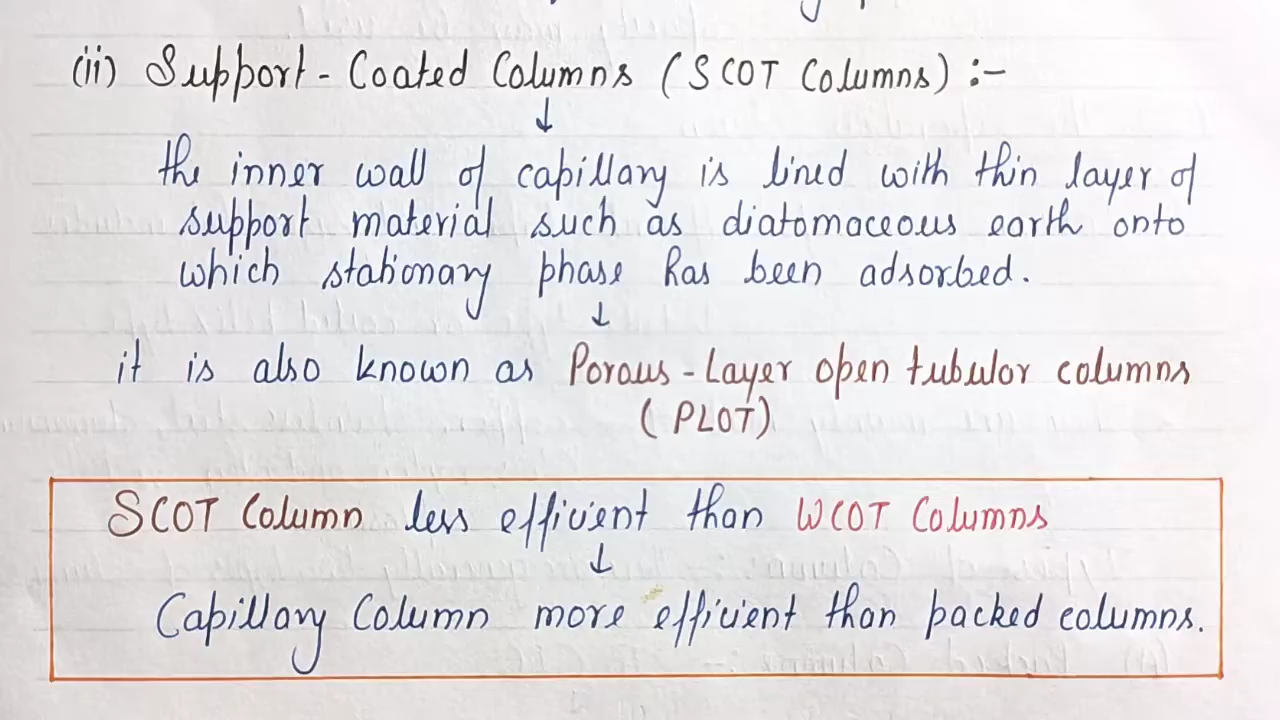 (ii) Support - Coated Columns (SCOT Columns) :-
↓
the inner wall of capillary is lined with thin layer of
support material such as diatomaceous earth onto
which stationary phase has been adsorbed.
↓
it is also known as Porous - Layer open tubulor columns
(PLOT)
SCOT Column less efficient than WCOT Columns
↓
Capillary Column more efficient than packed columns.